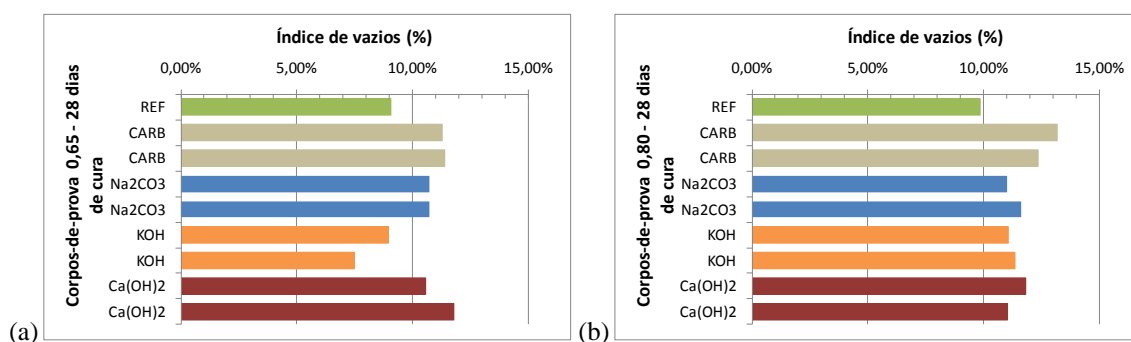 Índice de vazios (%)
0,00% 5,00% 10,00% 15,00%
Corpos-de-prova 0,65 - 28 dias
de cura
REF
CARB
CARB
Na2CO3
Na2CO3
KOH
KOH
Ca(OH)2
Ca(OH)2
(a)
Índice de vazios (%)
0,00% 5,00% 10,00% 15,00%
Corpos-de-prova 0,80 - 28 dias
de cura
REF
CARB
CARB
Na2CO3
Na2CO3
KOH
KOH
Ca(OH)2
Ca(OH)2
(b)